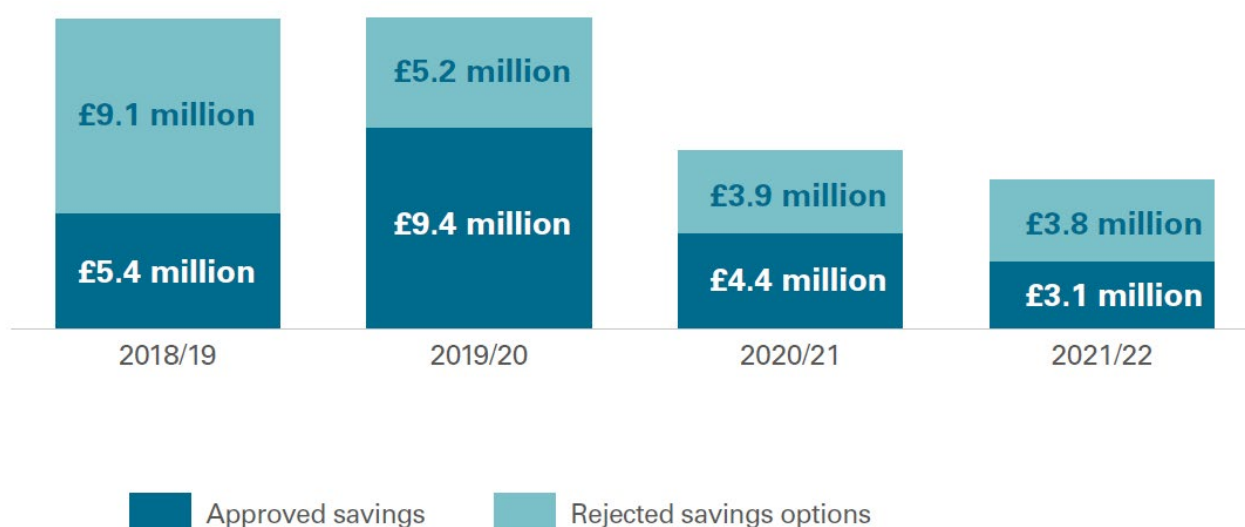 £9.1 million
£5.4 million
£5.2 million
£9.4 million
£3.9 million
£4.4 million
£3.8 million
£3.1 million
2018/19
2019/20
2020/21
2021/22
Approved savings
Rejected savings options